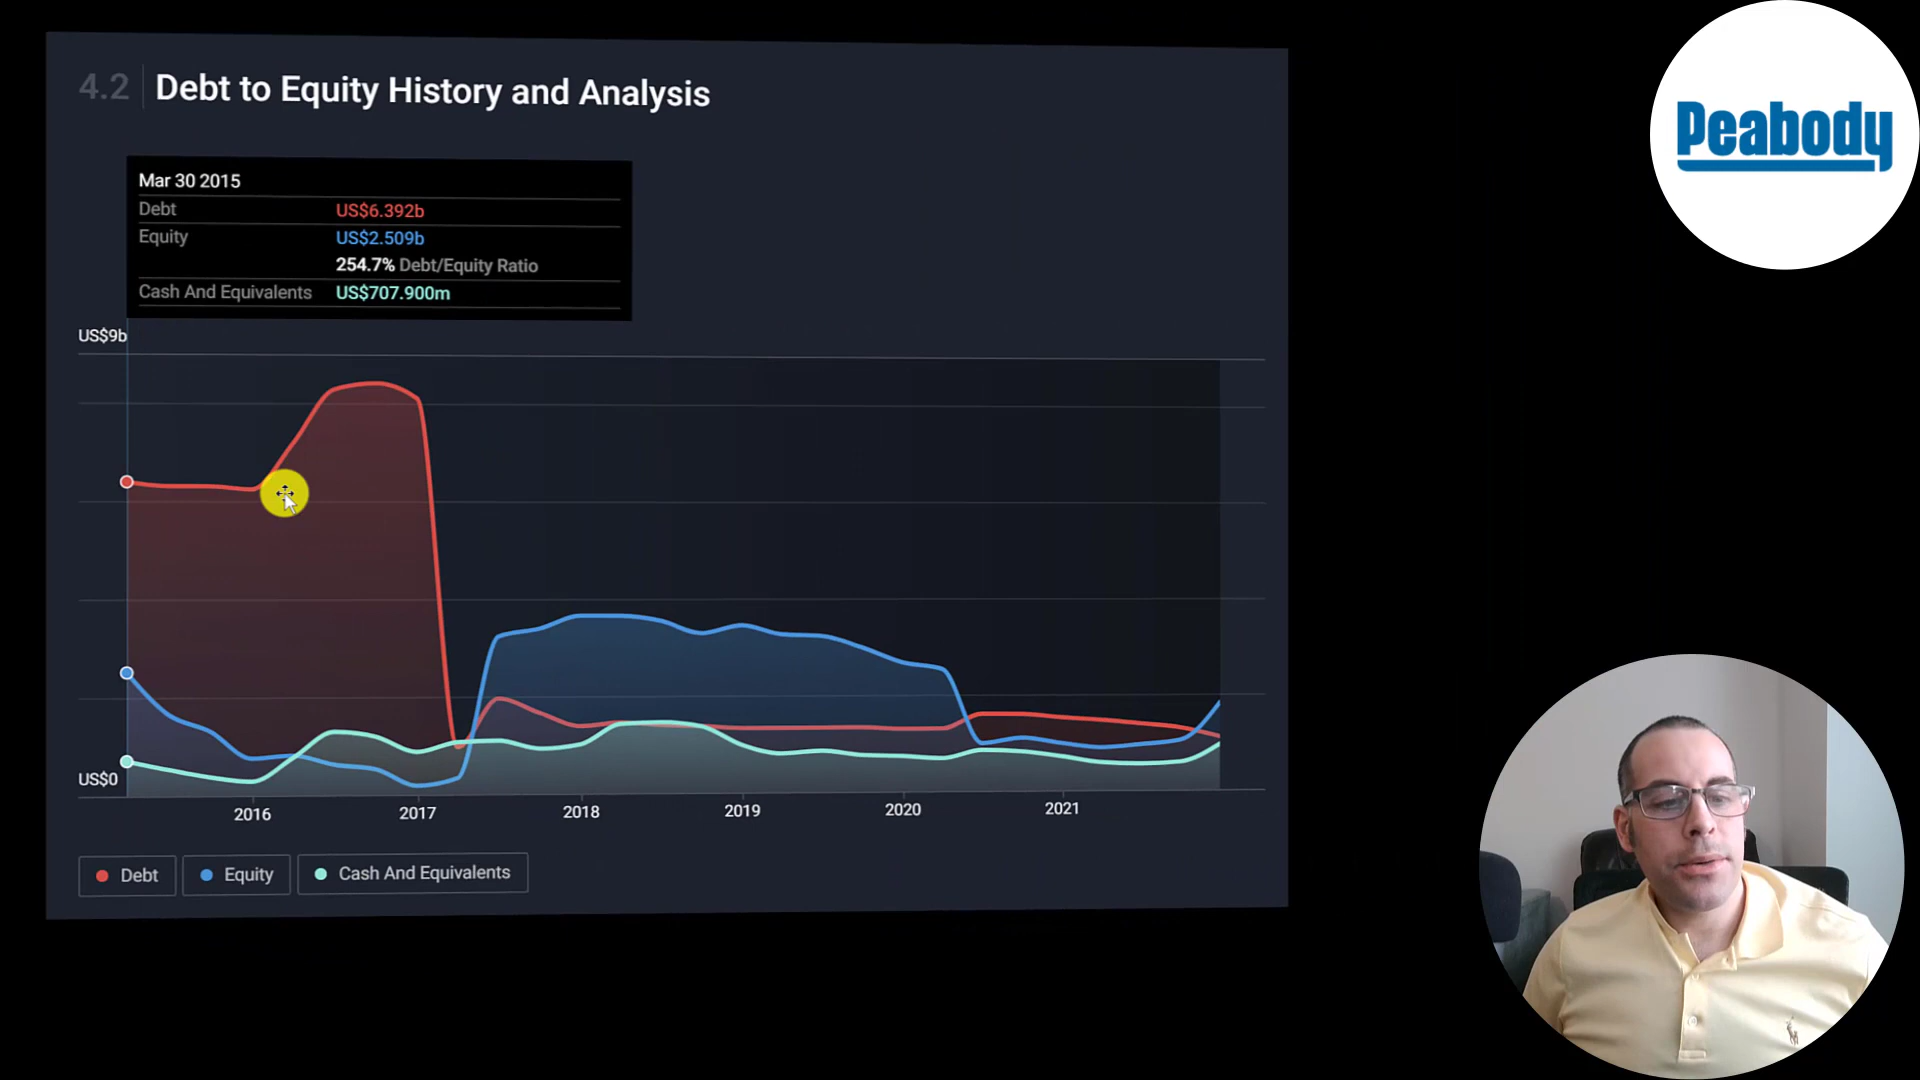 4.2 Debt to Equity History and Analysis
Peabody
Mar 30 2015
Debt US$6.392b
Equity US$2.509b
254.7% Debt/Equity Ratio
Cash And Equivalents US$707.900m
US$9b
US$0
2016 2017 2018 2019 2020 2021
Debt Equity Cash And Equivalents